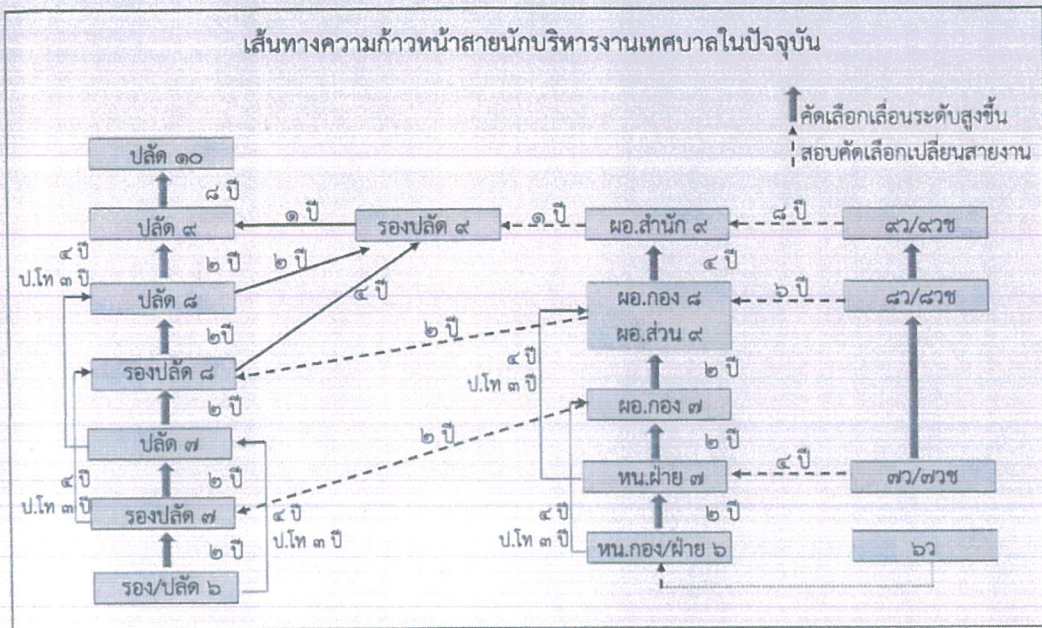 เส้นทางความก้าวหน้าสายนักบริหารงานเทศบาลในปัจจุบัน
คัดเลือกเลื่อนระดับสูงขึ้น
สอบคัดเลือกเปลี่ยนสายงาน
ปลัด ๑๐
๘ ปี
ปลัด ๙
๑ ปี
รองปลัด ๙
๑ ปี
ผอ.สำนัก ๙
๘ ปี
๙ว/๙วช
๔ ปี
ป.โท ๓ ปี
๒ ปี
๒ ปี
๔ ปี
๔ ปี
ปลัด ๘
ผอ.กอง ๘
ผอ.ส่วน ๙
๖ ปี
๘ว/๘วช
๒ปี
๒ ปี
รองปลัด ๘
๔ ปี
ป.โท ๓ ปี
๒ ปี
๒ ปี
ผอ.กอง ๗
ปลัด ๗
๒ ปี
๒ ปี
๔ ปี
ป.โท ๓ ปี
๒ ปี
หน.ฝ่าย ๗
๔ ปี
๗ว/๗วช
รองปลัด ๗
๔ ปี
ป.โท ๓ ปี
๔ ปี
ป.โท ๓ ปี
๒ ปี
๒ ปี
หน.กอง/ฝ่าย ๖
๖ว
รอง/ปลัด ๖